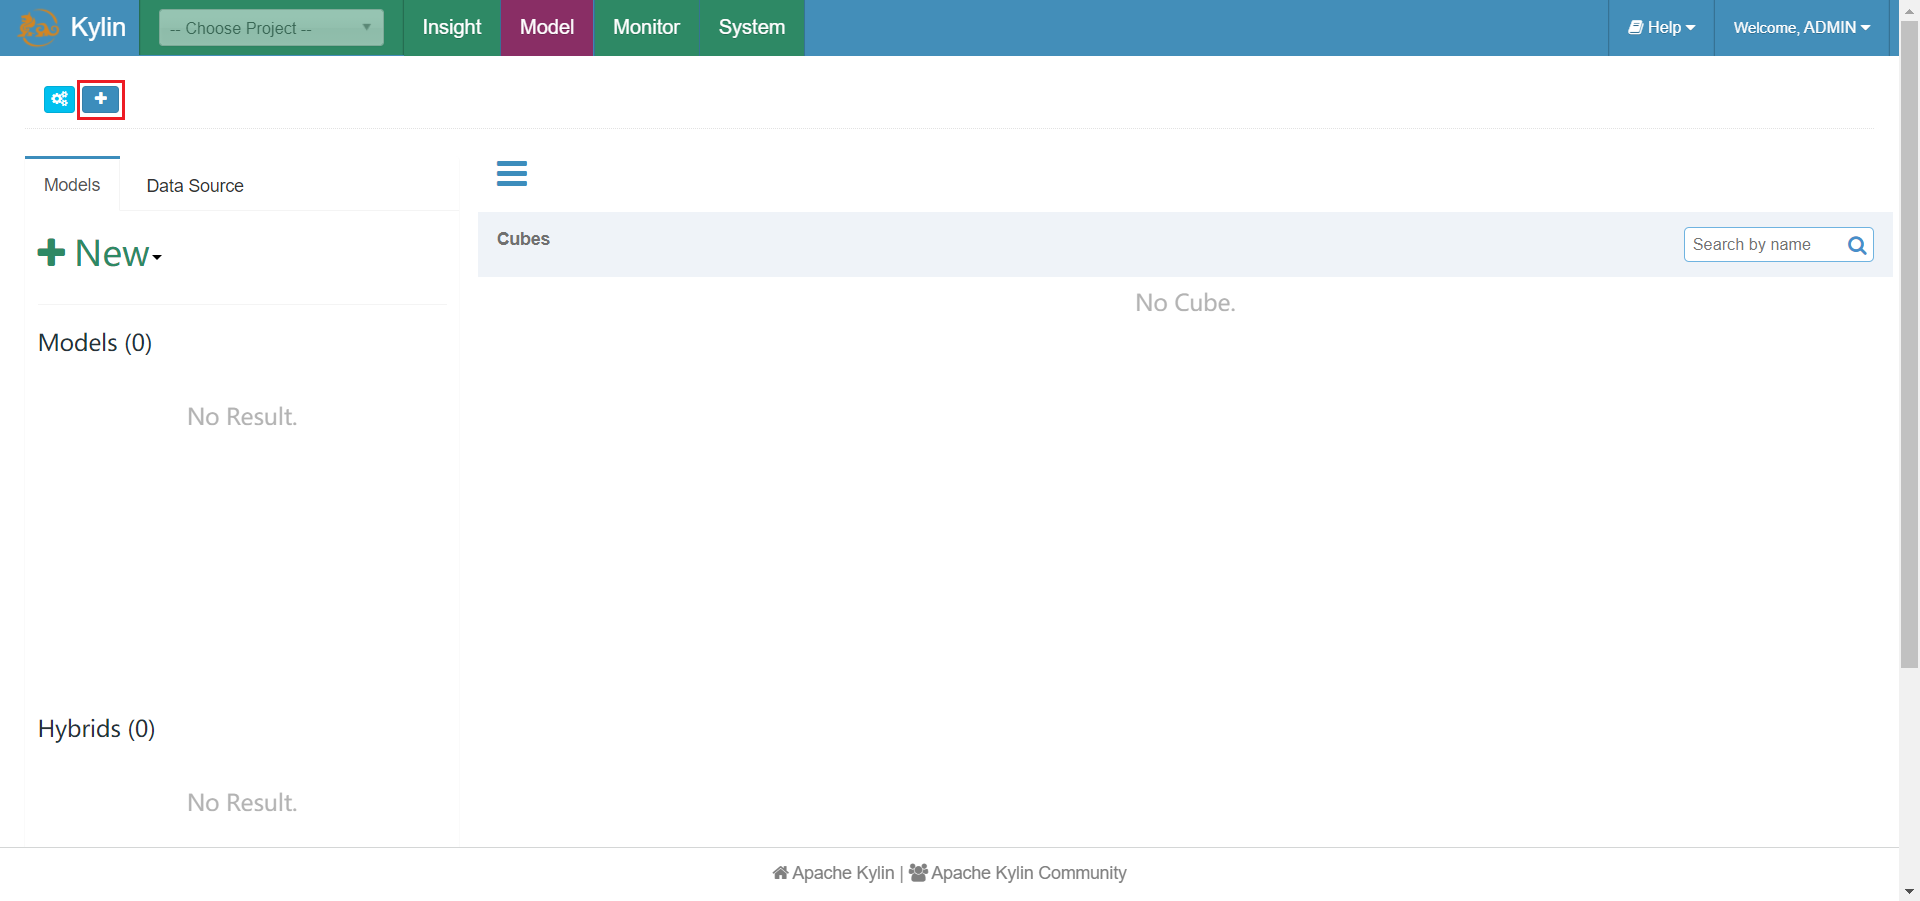 Kylin
-- Choose Project --
Insight
Model
Monitor
System
Help
Welcome, ADMIN
Models
Data Source
New
Cubes
Search by name
No Cube.
Models (0)
No Result.
Hybrids (0)
No Result.
Apache Kylin | Apache Kylin Community